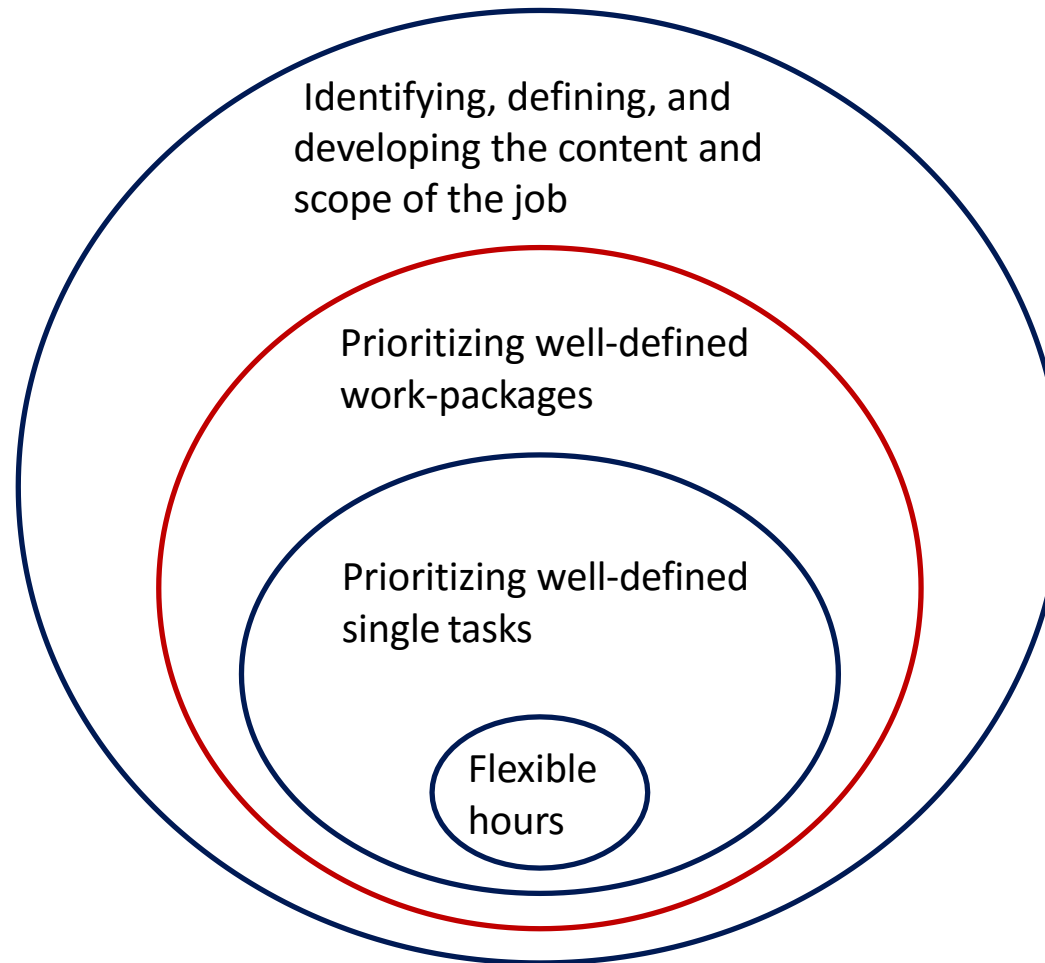 Identifying, defining, and
developing the content and
scope of the job
Prioritizing well-defined
work-packages
Prioritizing well-defined
single tasks
Flexible
hours